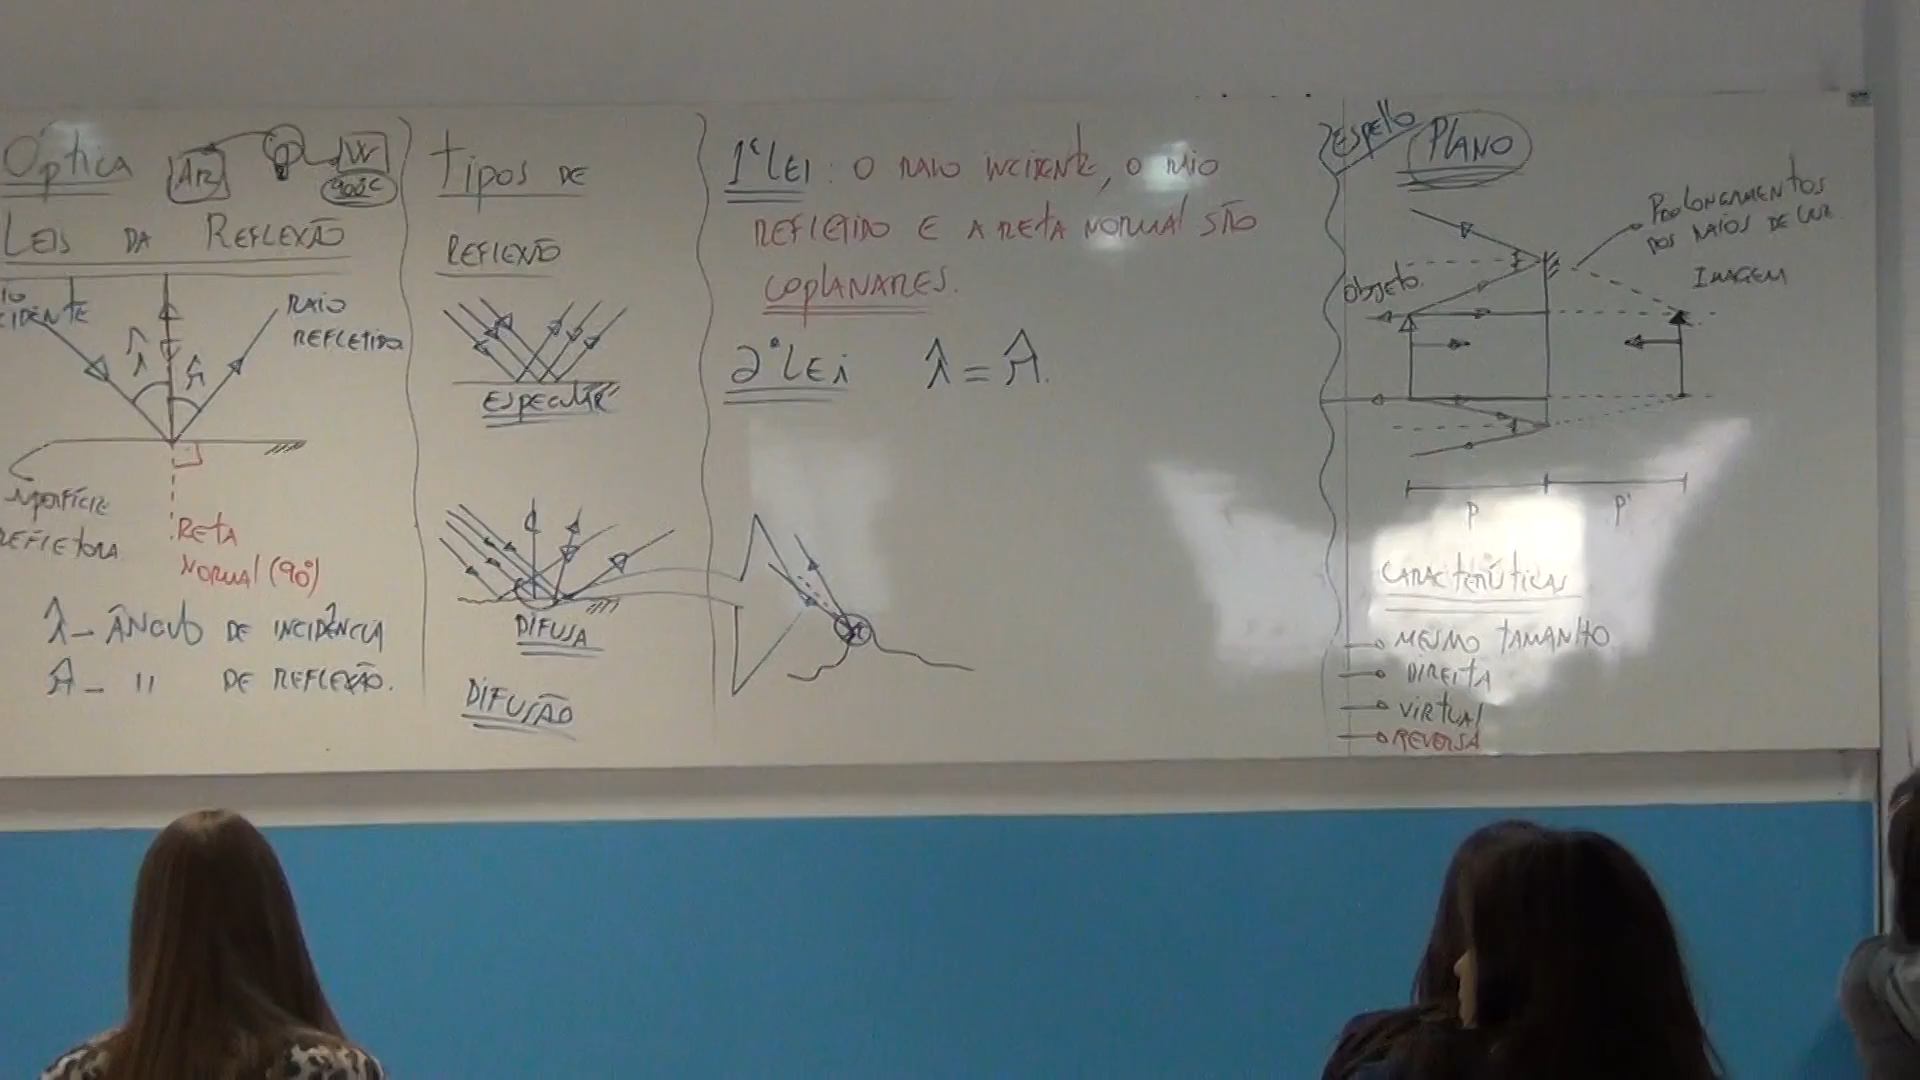 Óptica
Ar
W
LEIS DA REFLEXÃO
RAIO
REFLETIDO
î
r̂
RETA
NORMAL (90°)
î - ÂNGULO DE INCIDÊNCIA
r̂ - 11 DE REFLEXÃO.
tipos DE
REFLEXÃO
ESPECULAR
DIFUSA
DIFUSÃO
1ª LEI: O RAIO INCIDENTE, O RAIO
REFLETIDO E A RETA NORMAL SÃO
COPLANARES.
2ª LEI î = r̂.
Espelho PLANO
PROLONGAMENTOS
DOS RAIOS DE LUZ
IMAGEM
Objeto
P P'
CARACTERÍSTICAS
MESMO TAMANHO
DIREITA
VIRTUAL
REVERSA